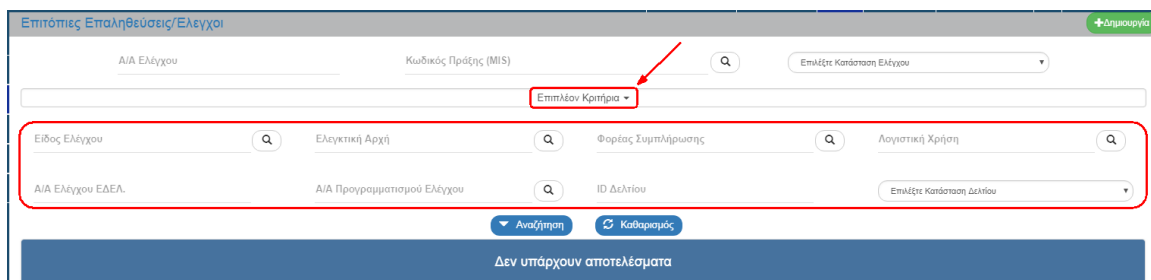 Επιτόπιες Επαληθεύσεις/Ελεγχοι +Δημιουργία
Α/Α Ελέγχου Κωδικός Πράξης (MIS) Επιλέξτε Κατάσταση Ελέγχου
Επιπλέον Κριτήρια
Είδος Ελέγχου Ελεγκτική Αρχή Φορέας Συμπλήρωσης Λογιστική Χρήση
Α/Α Ελέγχου ΕΔΕΛ. Α/Α Προγραμματισμού Ελέγχου ID Δελτίου Επιλέξτε Κατάσταση Δελτίου
Αναζήτηση Καθαρισμός
Δεν υπάρχουν αποτελέσματα